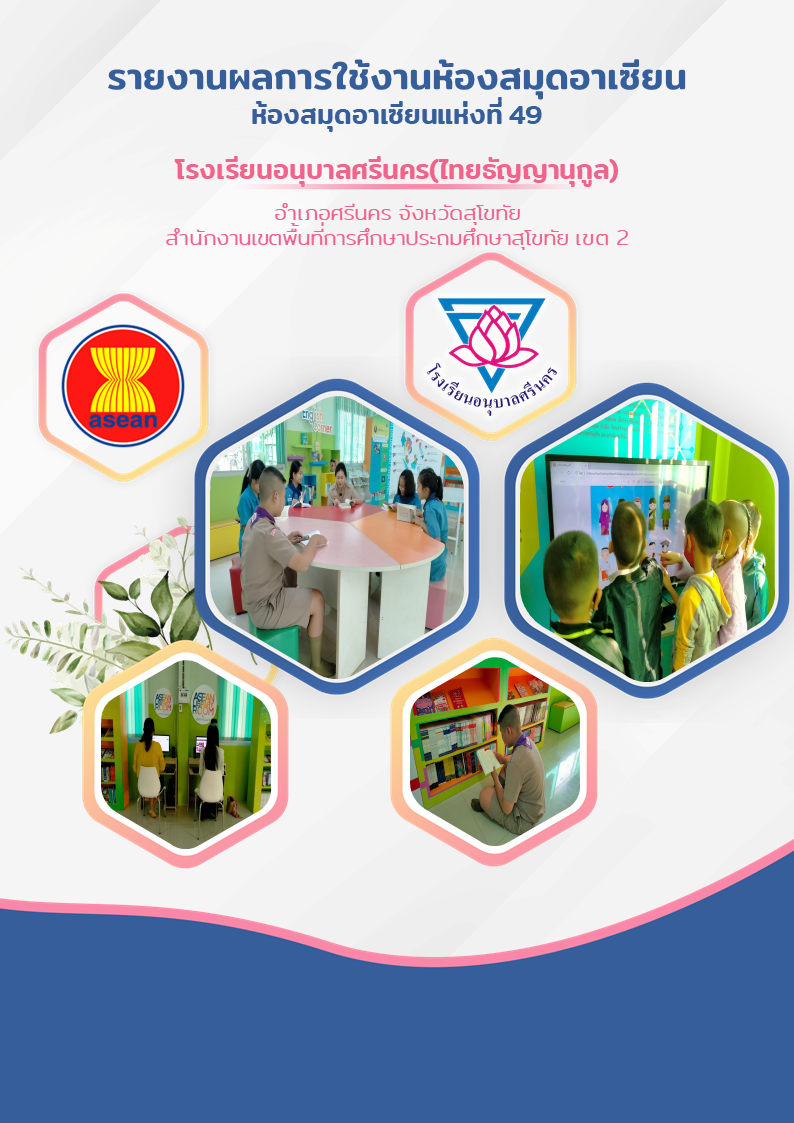 รายงานผลการใช้งานห้องสมุดอาเซียน
ห้องสมุดอาเซียนแห่งที่ 49
โรงเรียนอนุบาลศรีนคร(ไทยธัญญานุกูล)
อำเภอศรีนคร จังหวัดสุโขทัย
สำนักงานเขตพื้นที่การศึกษาประถมศึกษาสุโขทัย เขต 2
asean
โรงเรียนอนุบาลศรีนคร
English
Corner
ASEAN
ROOM
ASEAN
ROOM